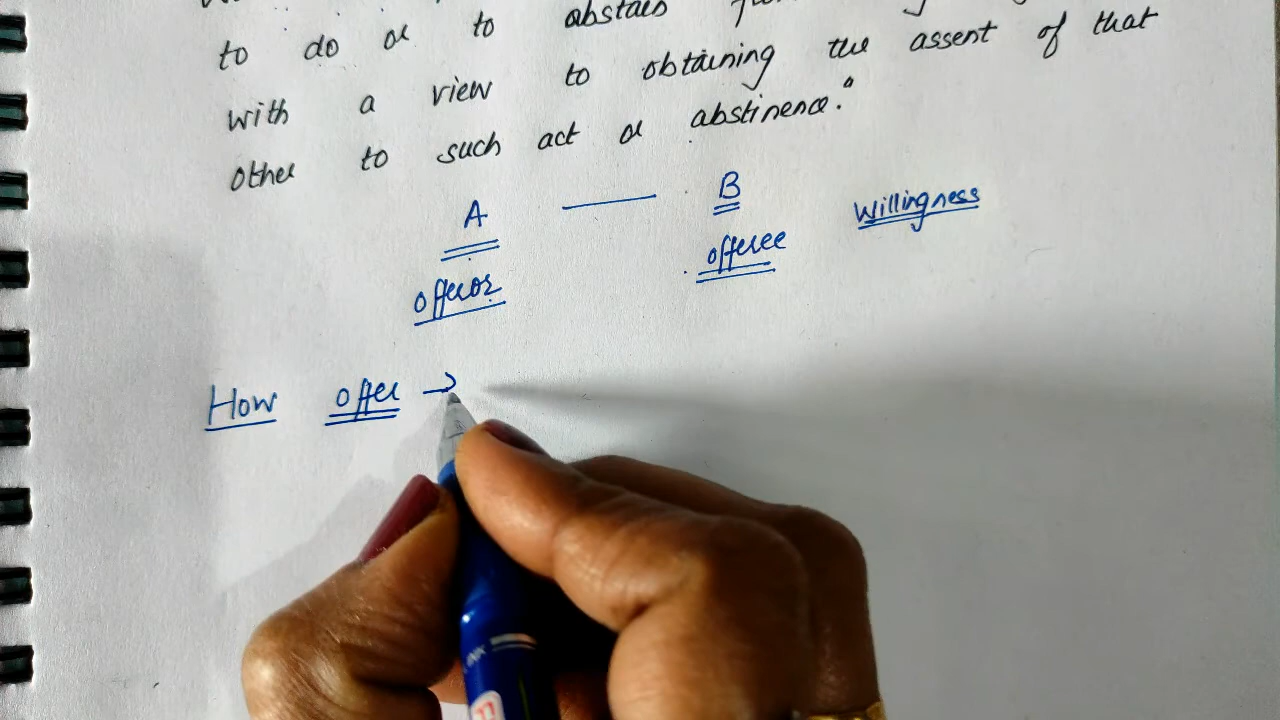 to do or to abstain
with a view to obtaining the assent of that
other to such act or abstinence."
A — B Willingness
offeror offeree
How offer →